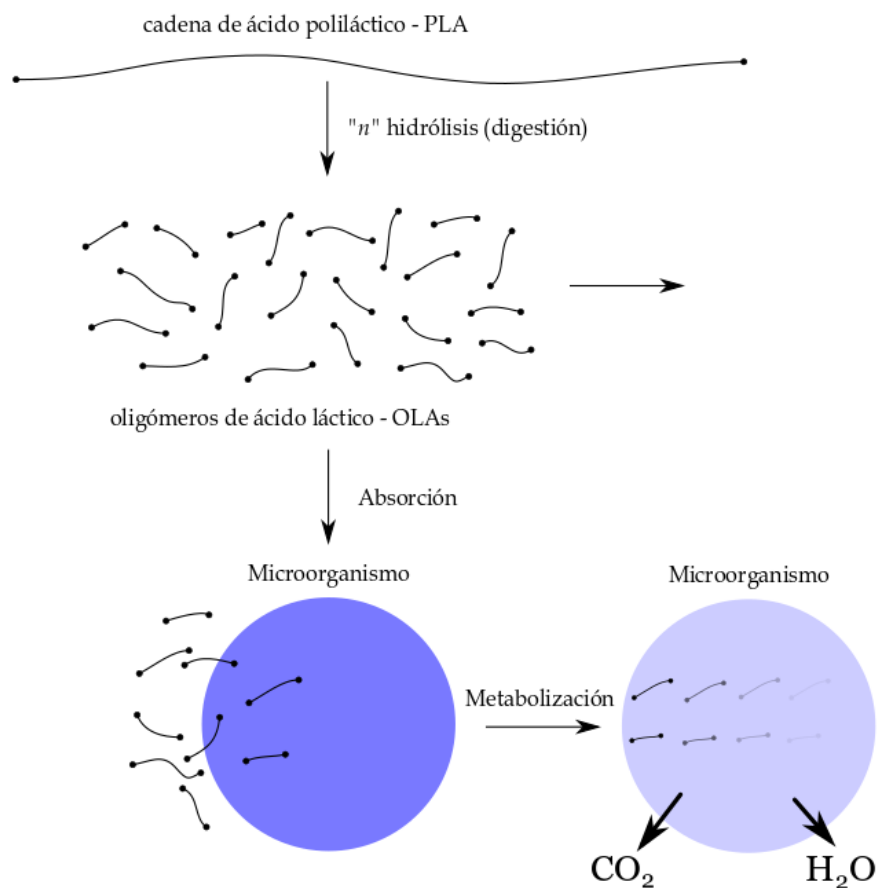 cadena de ácido poliláctico - PLA
"n" hidrólisis (digestión)
oligómeros de ácido láctico - OLAs
Absorción
Microorganismo
Microorganismo
Metabolización
CO₂
H₂O